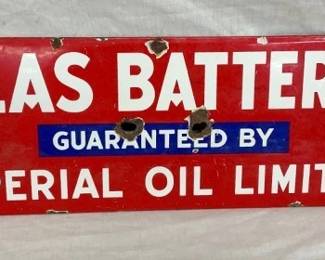 LAS BATTER
GUARANTEED BY
PERIAL OIL LIMIT